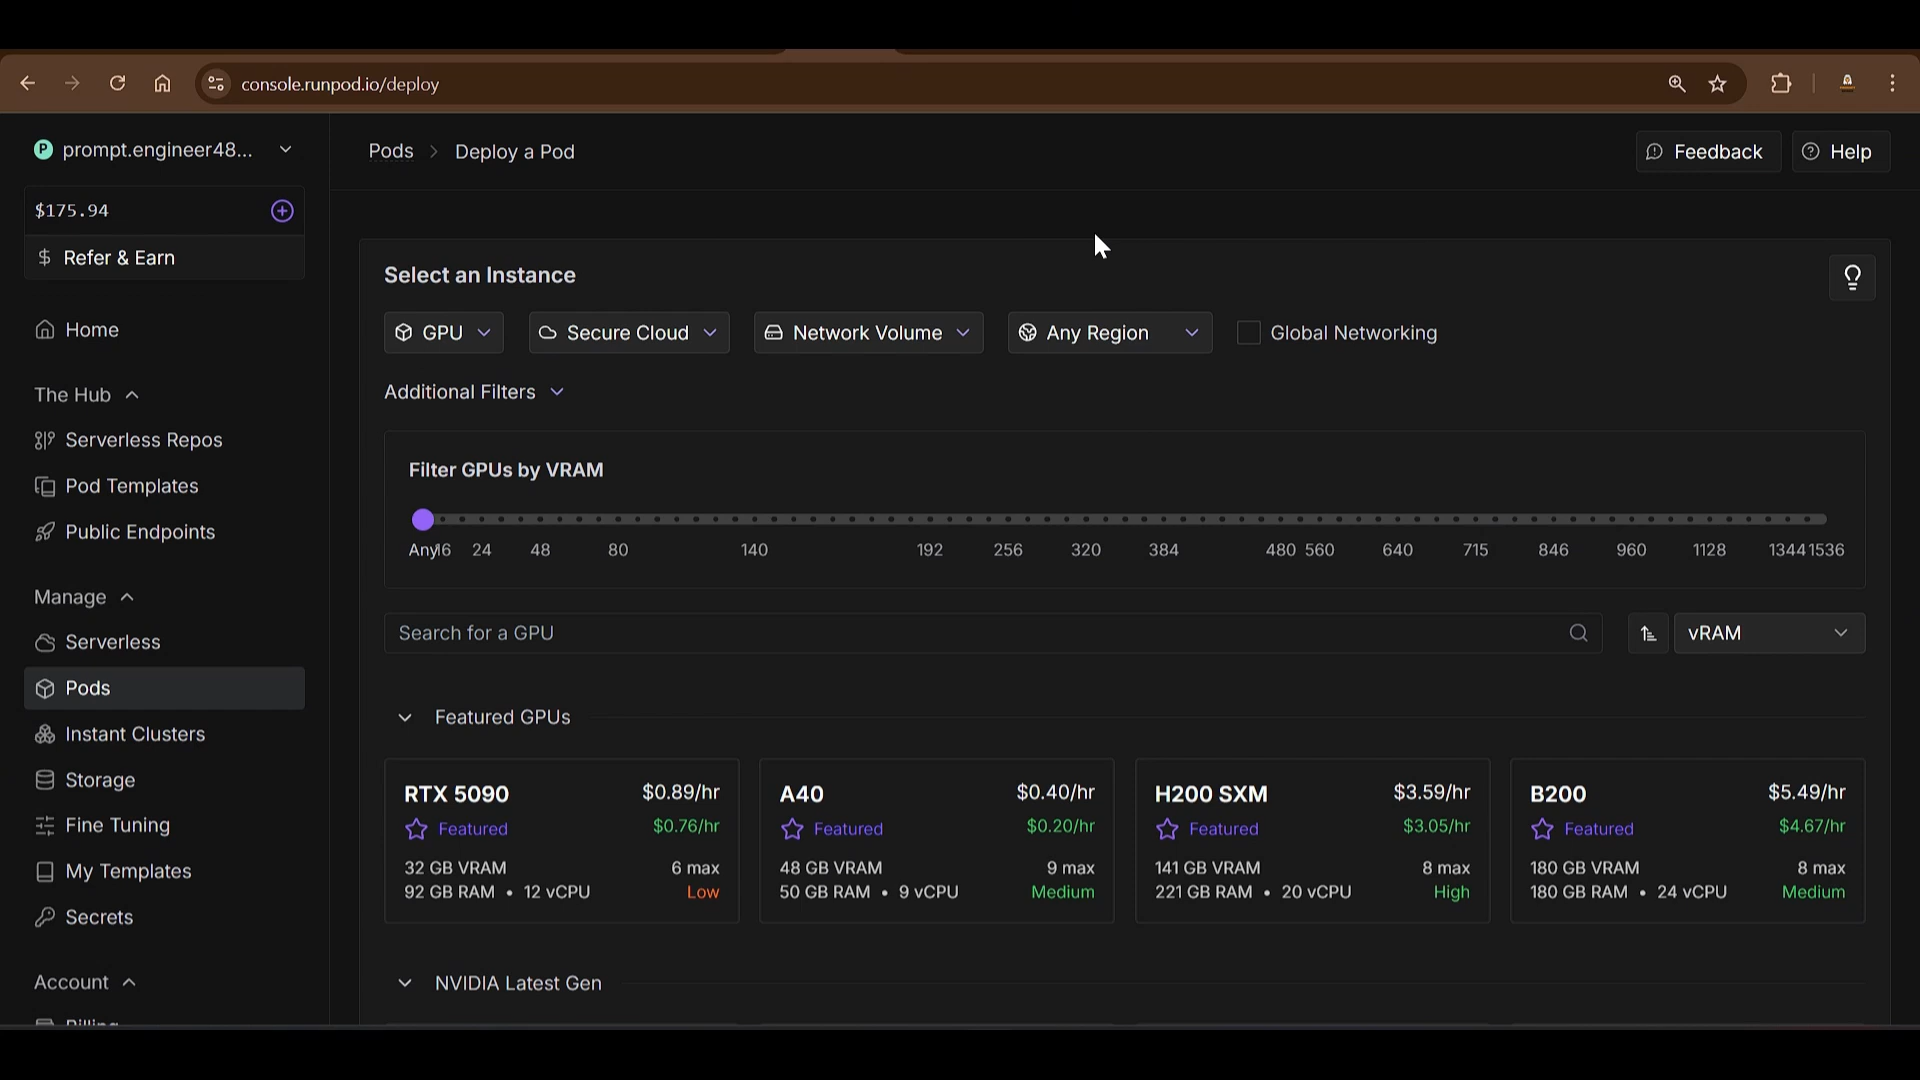 console.runpod.io/deploy
P prompt.engineer48...
$175.94
Refer & Earn
Home
The Hub
Serverless Repos
Pod Templates
Public Endpoints
Manage
Serverless
Pods
Instant Clusters
Storage
Fine Tuning
My Templates
Secrets
Account
Billing
Pods > Deploy a Pod
Feedback
Help
Select an Instance
GPU
Secure Cloud
Network Volume
Any Region
Global Networking
Additional Filters
Filter GPUs by VRAM
Any 16 24 48 80 140 192 256 320 384 480 560 640 715 846 960 1128 1344 1536
Search for a GPU
vRAM
Featured GPUs
RTX 5090 $0.89/hr
Featured $0.76/hr
32 GB VRAM 6 max
92 GB RAM • 12 vCPU Low
A40 $0.40/hr
Featured $0.20/hr
48 GB VRAM 9 max
50 GB RAM • 9 vCPU Medium
H200 SXM $3.59/hr
Featured $3.05/hr
141 GB VRAM 8 max
221 GB RAM • 20 vCPU High
B200 $5.49/hr
Featured $4.67/hr
180 GB VRAM 8 max
180 GB RAM • 24 vCPU Medium
NVIDIA Latest Gen